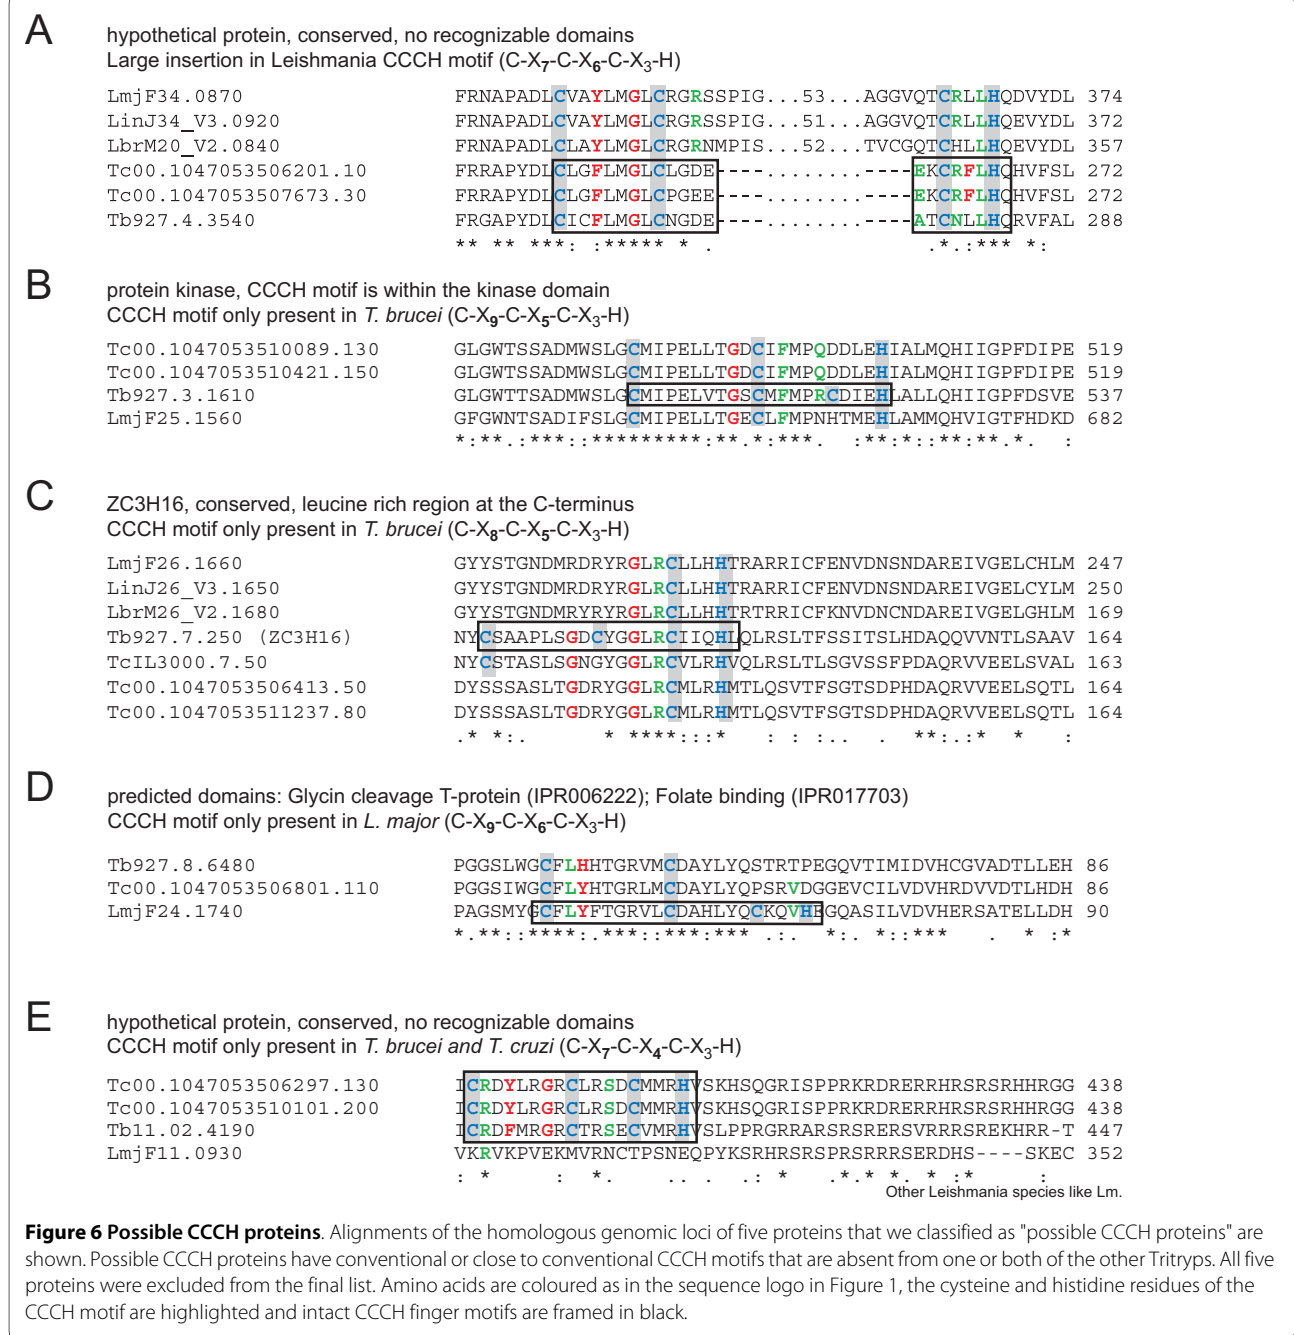 A
hypothetical protein, conserved, no recognizable domains
Large insertion in Leishmania CCCH motif (C-X7-C-X6-C-X3-H)
LmjF34.0870 FRNAPADLCVAYLMGLCRGRSSPIG...53...AGGVQTCRLLHQDVYDL 374
LinJ34_V3.0920 FRNAPADLCVAYLMGLCRGRSSPIG...51...AGGVQTCRLLHQEVYDL 372
LbrM20_V2.0840 FRNAPADLCLAYLMGLCRGRNMPIS...52...TVCGQTCHLLHQEVYDL 357
Tc00.1047053506201.10 FRRAPYDLCLGFLMGLCLGDE----........----EKCRFLHQHVFSL 272
Tc00.1047053507673.30 FRRAPYDLCLGFLMGLCPGEE----........----EKCRFLHQHVFSL 272
Tb927.4.3540 FRGAPYDLCICFLMGLCNGDE----........----ATCNLLHQRVFAL 288
** ** ***: :***** * . .*.:*** *:
B
protein kinase, CCCH motif is within the kinase domain
CCCH motif only present in T. brucei (C-X9-C-X5-C-X3-H)
Tc00.1047053510089.130 GLGWTSSADMWSLGCMIPELLTGDCIFMPQDDLEHIALMQHIIGPFDIPE 519
Tc00.1047053510421.150 GLGWTSSADMWSLGCMIPELLTGDCIFMPQDDLEHIALMQHIIGPFDIPE 519
Tb927.3.1610 GLGWTTSADMWSLGCMIPELVTGSCMFMPRCDIEHLALLQHIIGPFDSVE 537
LmjF25.1560 GFGWNTSADIFSLGCMIPELLTGECLFMPNHTMEHLAMMQHVIGTFHDKD 682
*:**.:***::*********:**.*:***. :**:*::**:**.*. :
C
ZC3H16, conserved, leucine rich region at the C-terminus
CCCH motif only present in T. brucei (C-X8-C-X5-C-X3-H)
LmjF26.1660 GYYSTGNDMRDRYRGLRCLLHHTRARRICFENVDNSNDAREIVGELCHLM 247
LinJ26_V3.1650 GYYSTGNDMRDRYRGLRCLLHHTRARRICFENVDNSNDAREIVGELCYLM 250
LbrM26_V2.1680 GYYSTGNDMRYRYRGLRCLLHHTRTRRICFKNVDNCNDAREIVGELGHLM 169
Tb927.7.250 (ZC3H16) NYCSAAPLSGDCYGGLRCIIQHLQLRSLTFSSITSLHDAQQVVNTLSAAV 164
TcIL3000.7.50 NYCSTASLSGNGYGGLRCVLRHVQLRSLTLSGVSSFPDAQRVVEELSVAL 163
Tc00.1047053506413.50 DYSSSASLTGDRYGGLRCMLRHMTLQSVTFSGTSDPHDAQRVVEELSQTL 164
Tc00.1047053511237.80 DYSSSASLTGDRYGGLRCMLRHMTLQSVTFSGTSDPHDAQRVVEELSQTL 164
.* *:. * ****:::* : : :.. . **:.:* * :
D
predicted domains: Glycin cleavage T-protein (IPR006222); Folate binding (IPR017703)
CCCH motif only present in L. major (C-X9-C-X6-C-X3-H)
Tb927.8.6480 PGGSLWGCFLHHTGRVMCDAYLYQSTRTPEGQVTIMIDVHCGVADTLLEH 86
Tc00.1047053506801.110 PGGSIWGCFLYHTGRLMCDAYLYQPSRVDGGEVCILVDVHRDVVDTLHDH 86
LmjF24.1740 PAGSMYGCFLYFTGRVLCDAHLYQCKQVHEGQASILVDVHERSATELLDH 90
*.**::****:.***::***:*** .:. *:. *::*** . * :*
E
hypothetical protein, conserved, no recognizable domains
CCCH motif only present in T. brucei and T. cruzi (C-X7-C-X4-C-X3-H)
Tc00.1047053506297.130 ICRDYLRGRCLRSDCMMRHVSKHSQGRISPPRKRDRERRHRSRSRHHRGG 438
Tc00.1047053510101.200 ICRDYLRGRCLRSDCMMRHVSKHSQGRISPPRKRDRERRHRSRSRHHRGG 438
Tb11.02.4190 ICRDFMRGRCTRSECVMRHVSLPPRGRRARSRSRERSVRRRSREKHRR-T 447
LmjF11.0930 VKRVKPVEKMVRNCTPSNEQPYKSRHRSRSPRSRRRSERDHS----SKEC 352
: * : *. .. . .: * .*.* *. * :* :
Other Leishmania species like Lm.
Figure 6 Possible CCCH proteins. Alignments of the homologous genomic loci of five proteins that we classified as "possible CCCH proteins" are
shown. Possible CCCH proteins have conventional or close to conventional CCCH motifs that are absent from one or both of the other Tritryps. All five
proteins were excluded from the final list. Amino acids are coloured as in the sequence logo in Figure 1, the cysteine and histidine residues of the
CCCH motif are highlighted and intact CCCH finger motifs are framed in black.